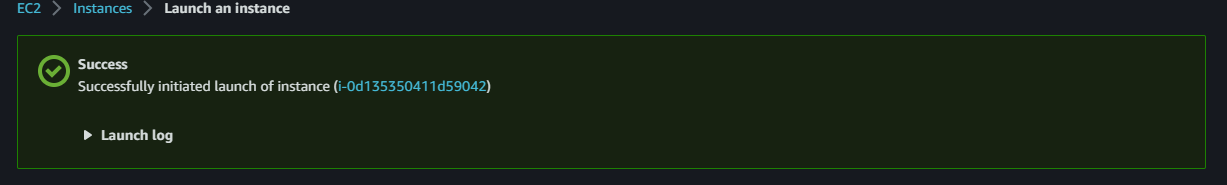 EC2 > Instances > Launch an instance
Success
Successfully initiated launch of instance (i-0d135350411d59042)
Launch log